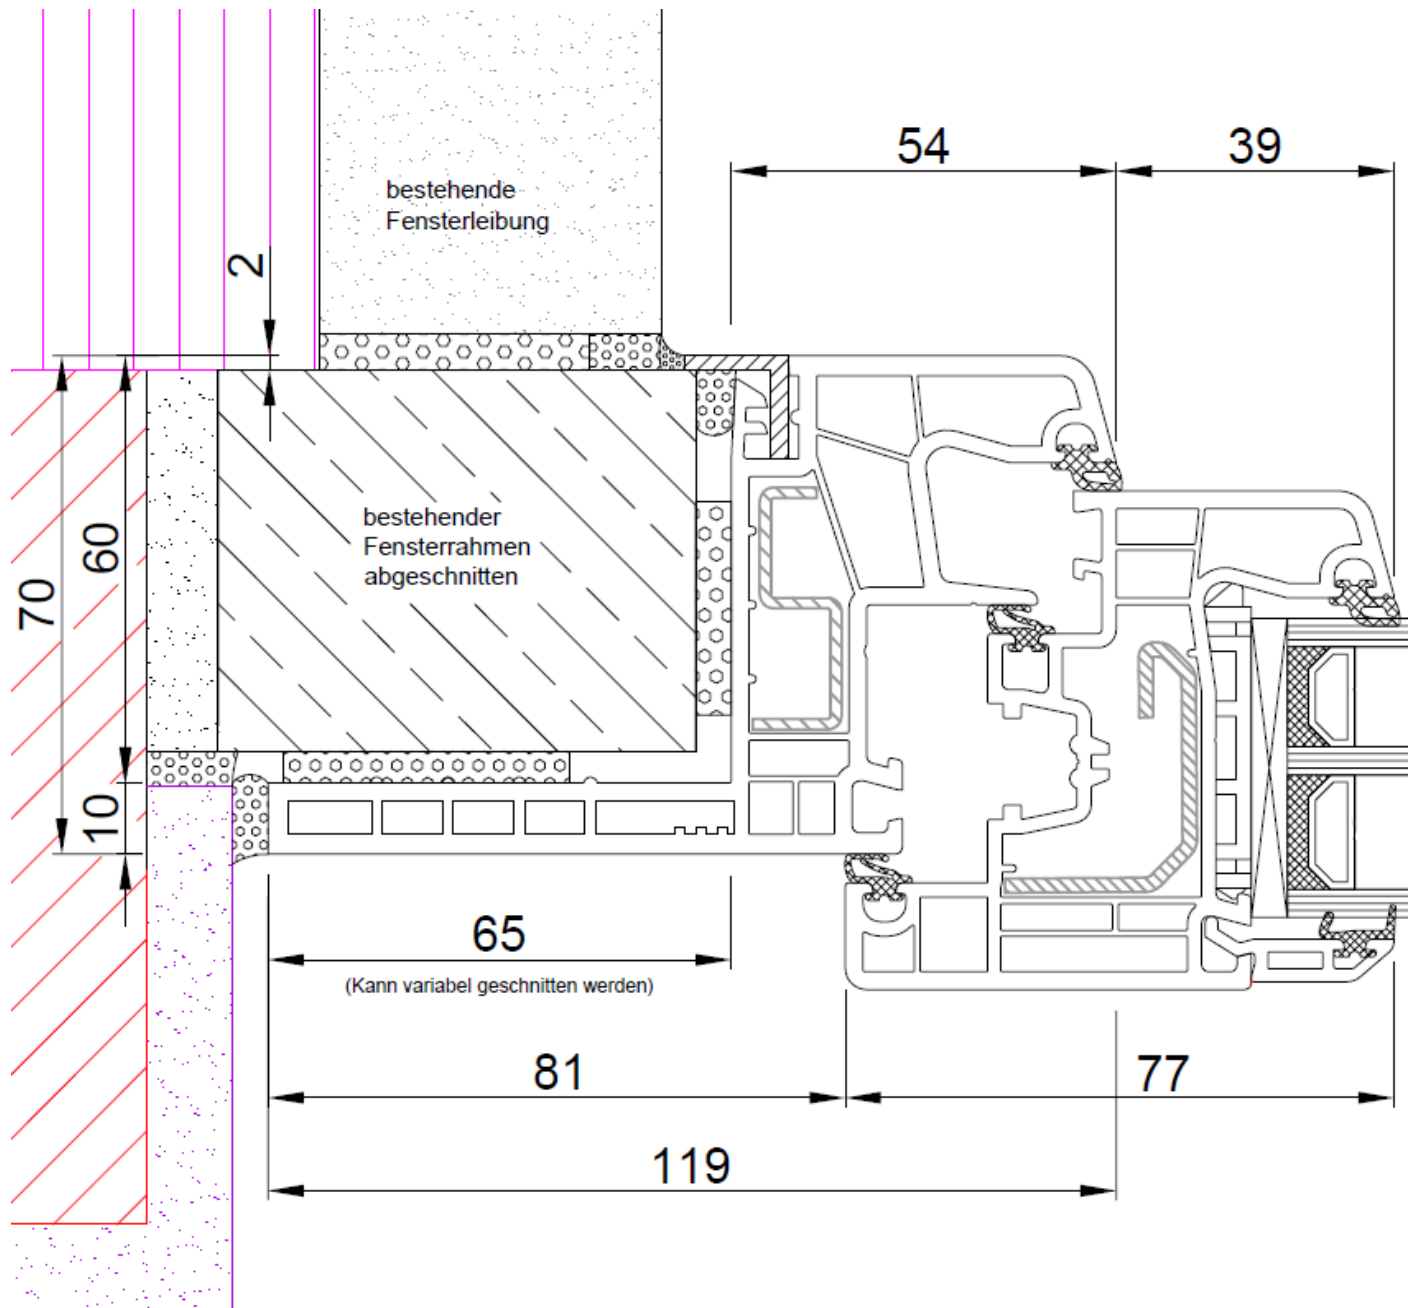 54
39
bestehende
Fensterleibung
2
bestehender
Fensterrahmen
abgeschnitten
60
70
10
65
(Kann variabel geschnitten werden)
81
77
119